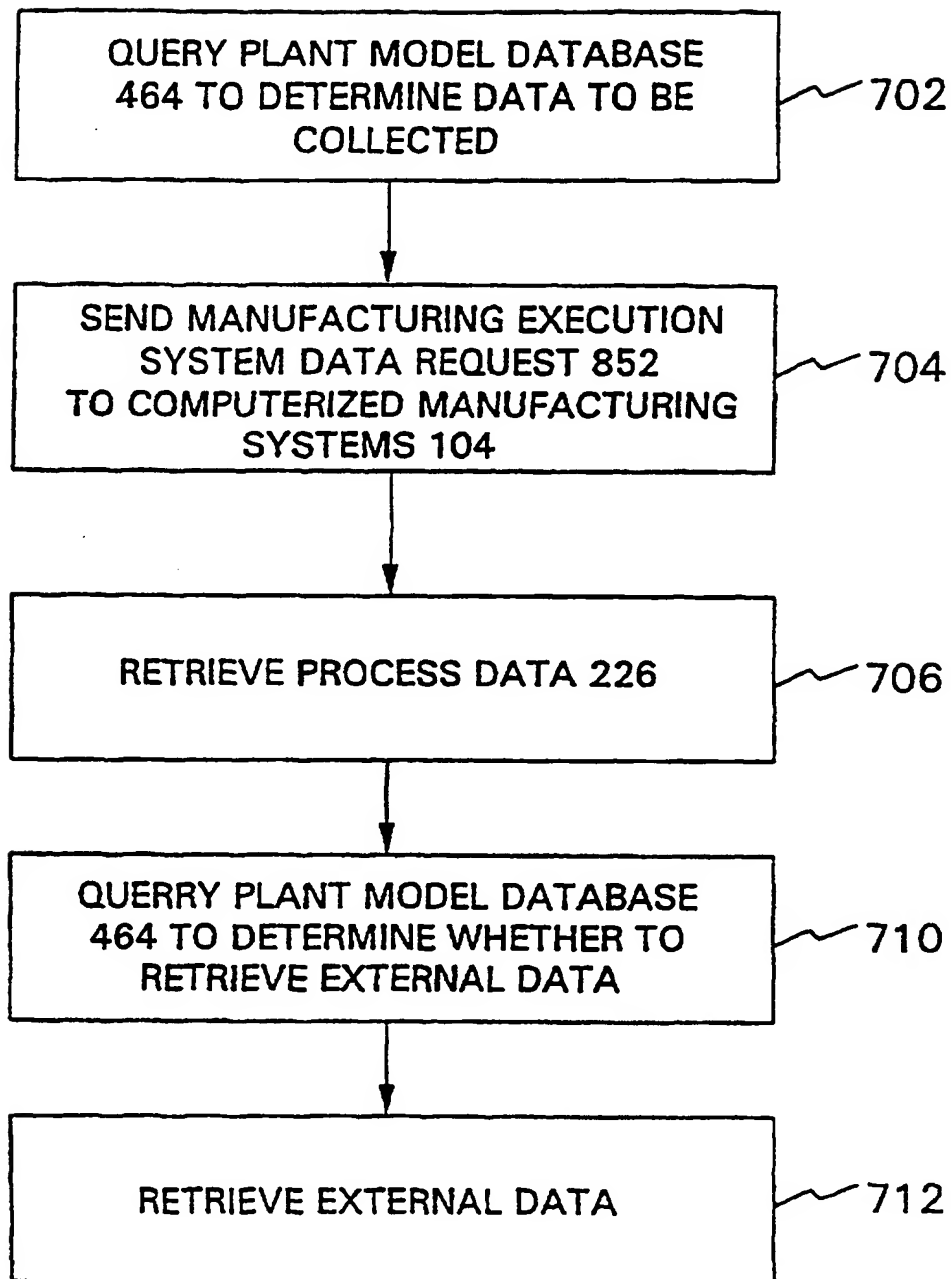 QUERY PLANT MODEL DATABASE
464 TO DETERMINE DATA TO BE
COLLECTED
702
SEND MANUFACTURING EXECUTION
SYSTEM DATA REQUEST 852
TO COMPUTERIZED MANUFACTURING
SYSTEMS 104
704
RETRIEVE PROCESS DATA 226
706
QUERRY PLANT MODEL DATABASE
464 TO DETERMINE WHETHER TO
RETRIEVE EXTERNAL DATA
710
RETRIEVE EXTERNAL DATA
712